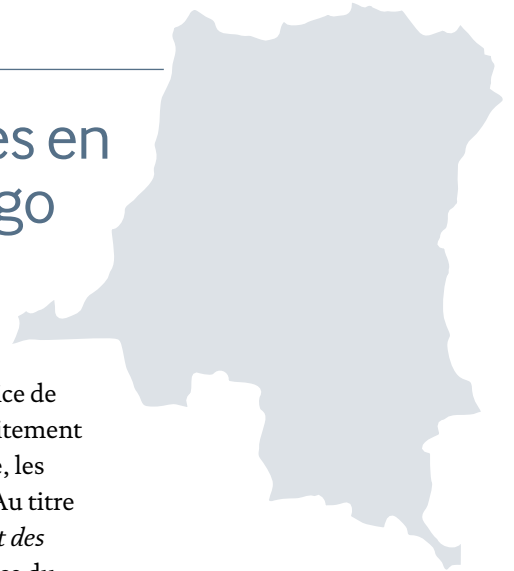 es en
go
ce de
itement
, les
Au titre
t des